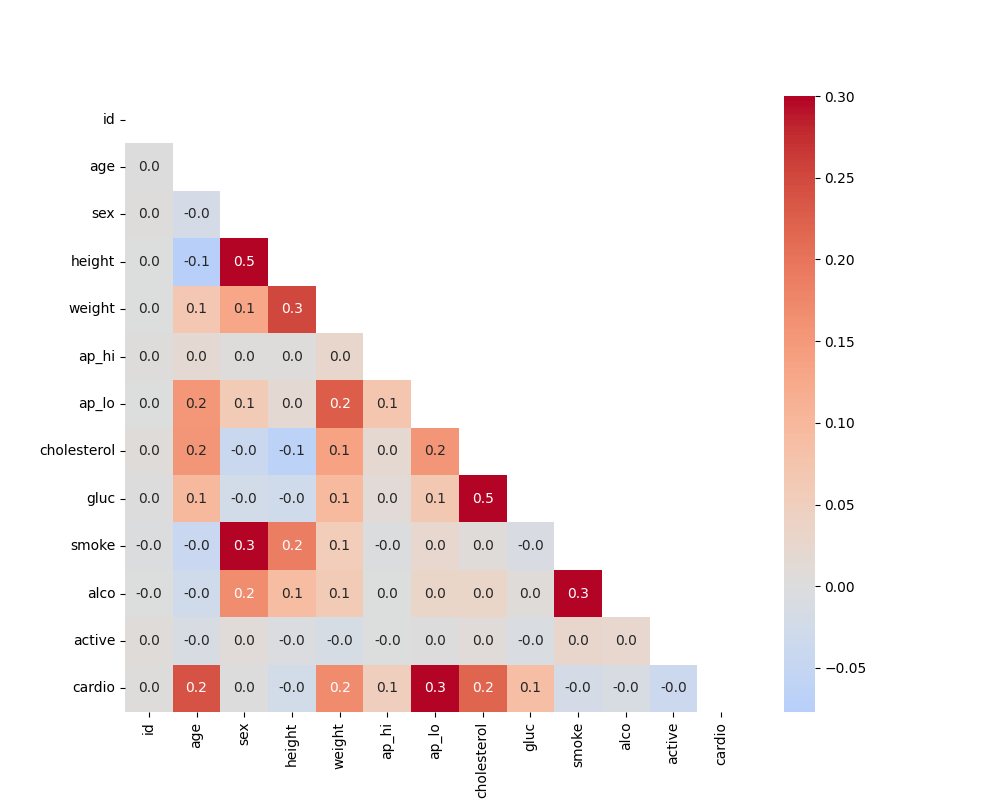 0.30
id
age 0.0
0.25
sex 0.0 -0.0
height 0.0 -0.1 0.5
0.20
weight 0.0 0.1 0.1 0.3
0.15
ap_hi 0.0 0.0 0.0 0.0 0.0
ap_lo 0.0 0.2 0.1 0.0 0.2 0.1
0.10
cholesterol 0.0 0.2 -0.0 -0.1 0.1 0.0 0.2
gluc 0.0 0.1 -0.0 -0.0 0.1 0.0 0.1 0.5
0.05
smoke -0.0 -0.0 0.3 0.2 0.1 -0.0 0.0 0.0 -0.0
0.00
alco -0.0 -0.0 0.2 0.1 0.1 0.0 0.0 0.0 0.0 0.3
active 0.0 -0.0 0.0 -0.0 -0.0 -0.0 -0.0 0.0 -0.0 0.0 0.0
−0.05
cardio 0.0 0.2 0.0 -0.0 0.2 0.1 0.3 0.2 0.1 -0.0 -0.0 -0.0
id age sex height weight ap_hi ap_lo cholesterol gluc smoke alco active cardio